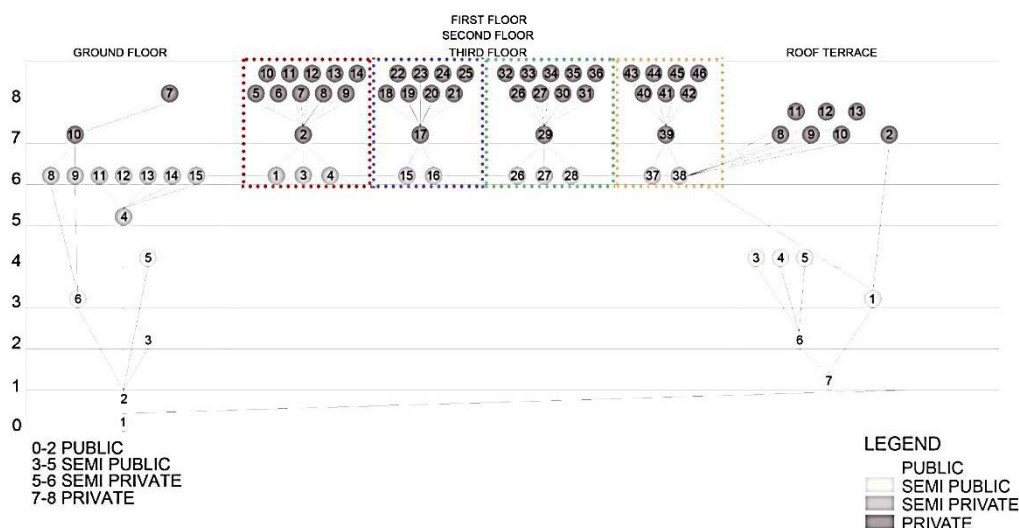 FIRST FLOOR
SECOND FLOOR
GROUND FLOOR THIRD FLOOR ROOF TERRACE
10 11 12 13 14 22 23 24 25 32 33 34 35 36 43 44 45 46
8 7 5 6 7 8 9 18 19 20 21 26 27 30 31 40 41 42 11 12 13
7 10 2 17 29 39 8 9 10 2
6 8 9 11 12 13 14 15 1 3 4 15 16 26 27 28 37 38
5 4
4 5 3 4 5
3 6 1
2 3 6
1 2 7
0 1
0-2 PUBLIC
3-5 SEMI PUBLIC
5-6 SEMI PRIVATE
7-8 PRIVATE
LEGEND
PUBLIC
SEMI PUBLIC
SEMI PRIVATE
PRIVATE